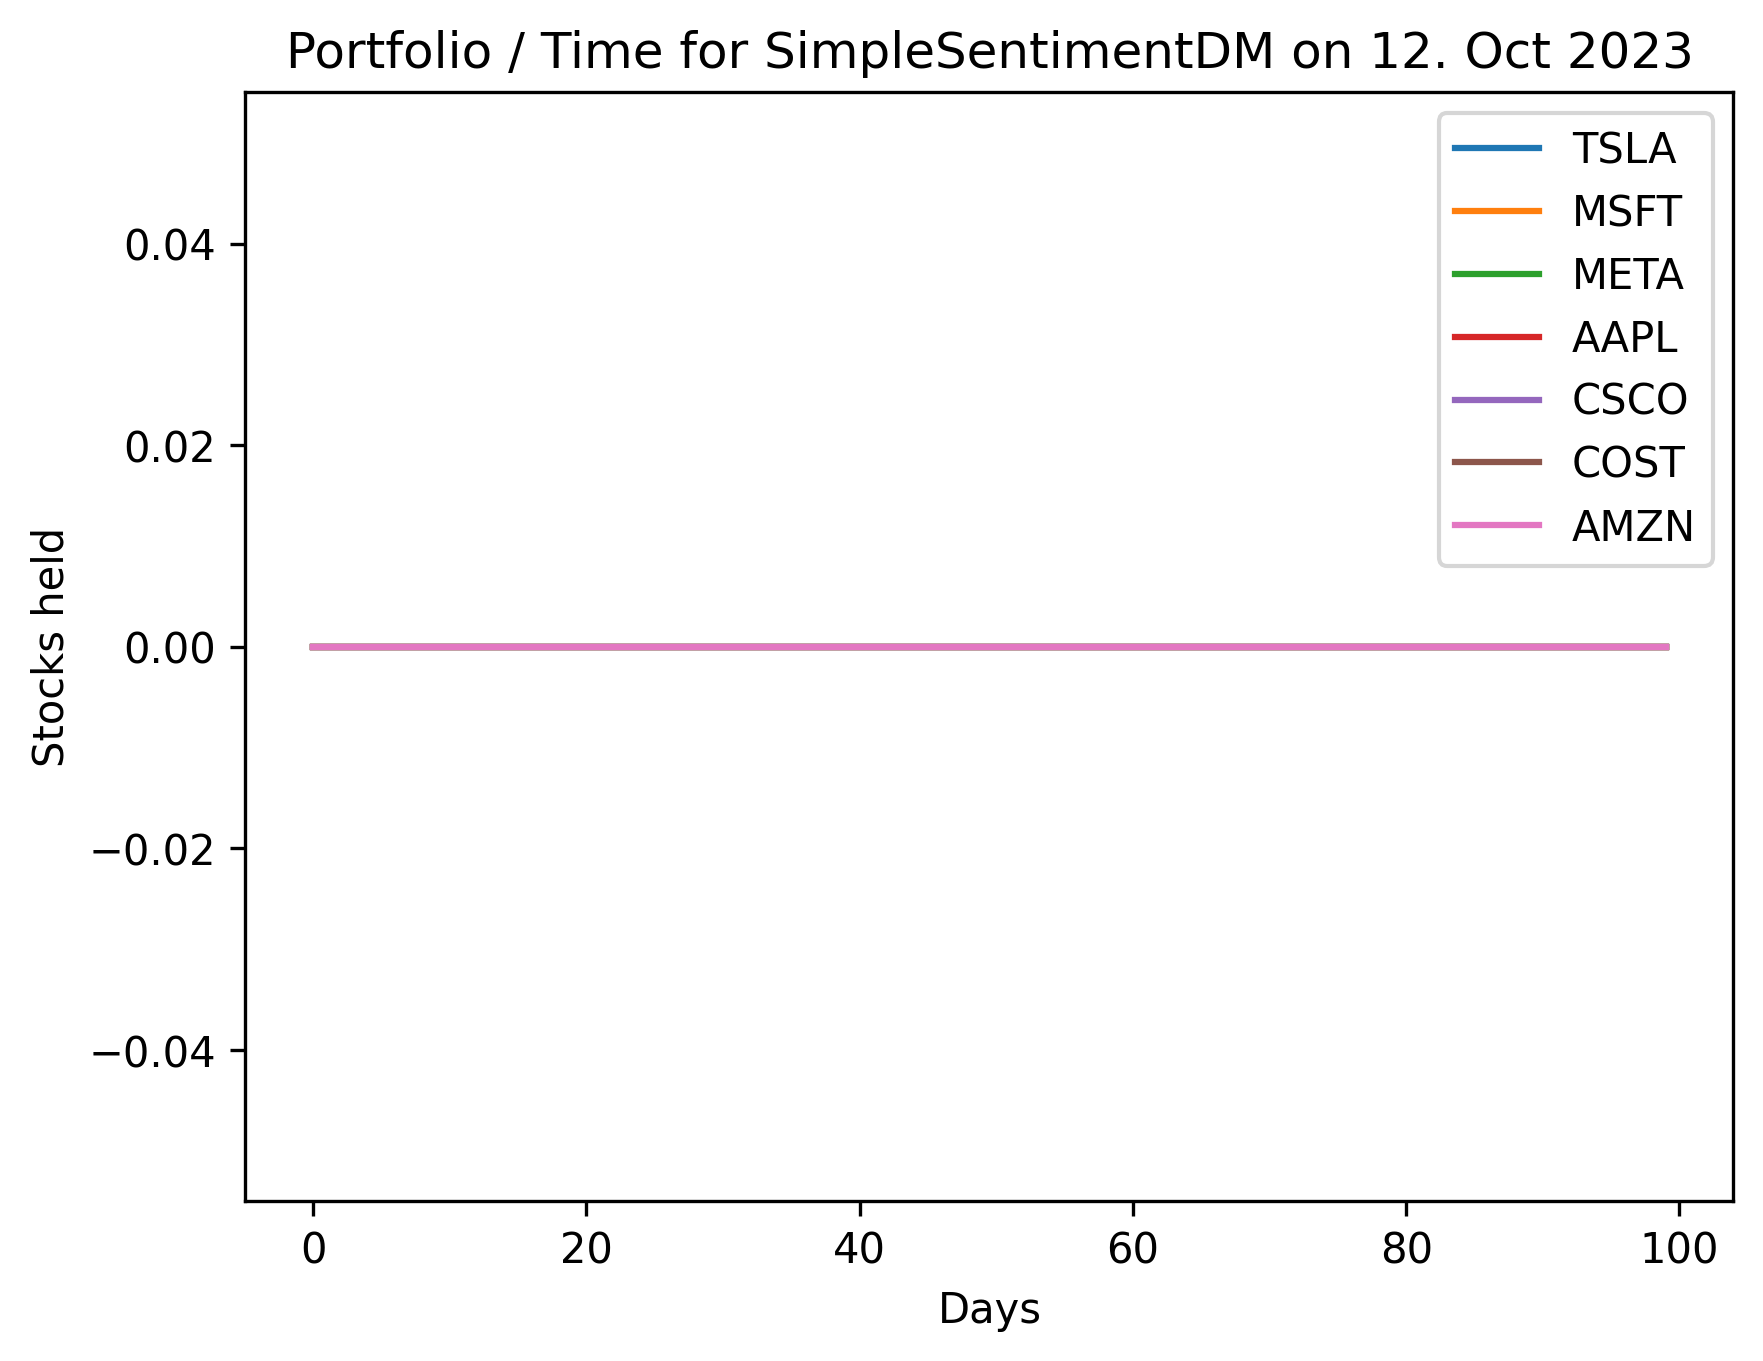 Portfolio / Time for SimpleSentimentDM on 12. Oct 2023
TSLA
MSFT
META
AAPL
CSCO
COST
AMZN
Stocks held
0.04
0.02
0.00
−0.02
−0.04
0 20 40 60 80 100
Days